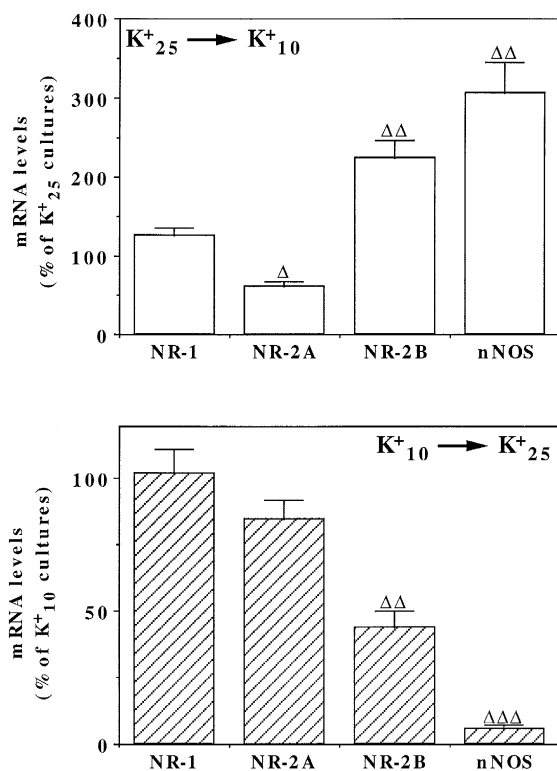 K+25 → K+10
mRNA levels
(% of K+25 cultures)
400
300
200
100
0
ΔΔ
ΔΔ
Δ
NR-1 NR-2A NR-2B nNOS
K+10 → K+25
mRNA levels
(% of K+10 cultures)
100
50
0
ΔΔ
ΔΔΔ
NR-1 NR-2A NR-2B nNOS